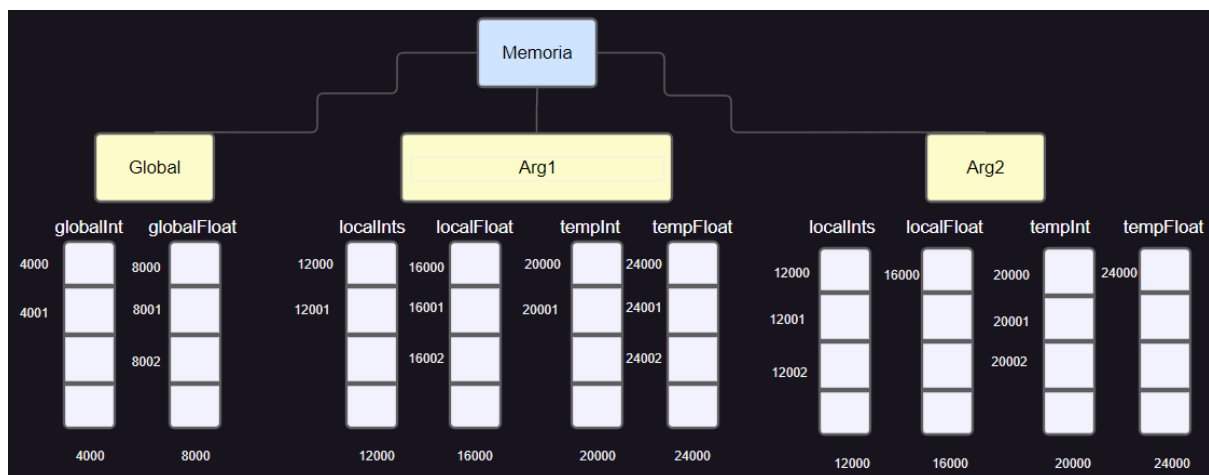 Memoria
Global Arg1 Arg2
globalInt globalFloat localInts localFloat tempInt tempFloat localInts localFloat tempInt tempFloat
4000 8000 12000 16000 20000 24000 12000 16000 20000 24000
4001 8001 12001 16001 20001 24001 12001 20001
8002 16002 24002 12002 20002
4000 8000 12000 16000 20000 24000 12000 16000 20000 24000